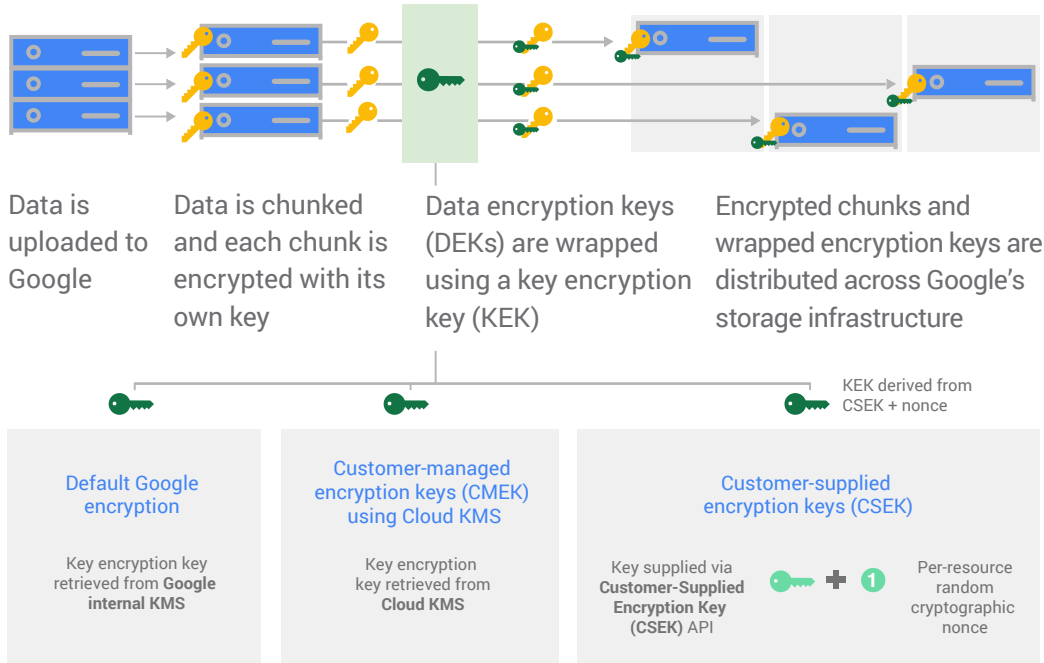 Data is
uploaded to
Google
Data is chunked
and each chunk is
encrypted with its
own key
Data encryption keys
(DEKs) are wrapped
using a key encryption
key (KEK)
Encrypted chunks and
wrapped encryption keys are
distributed across Google's
storage infrastructure
KEK derived from
CSEK + nonce
Default Google
encryption
Key encryption key
retrieved from Google
internal KMS
Customer-managed
encryption keys (CMEK)
using Cloud KMS
Key encryption
key retrieved from
Cloud KMS
Customer-supplied
encryption keys (CSEK)
Key supplied via
Customer-Supplied
Encryption Key
(CSEK) API
+
1
Per-resource
random
cryptographic
nonce